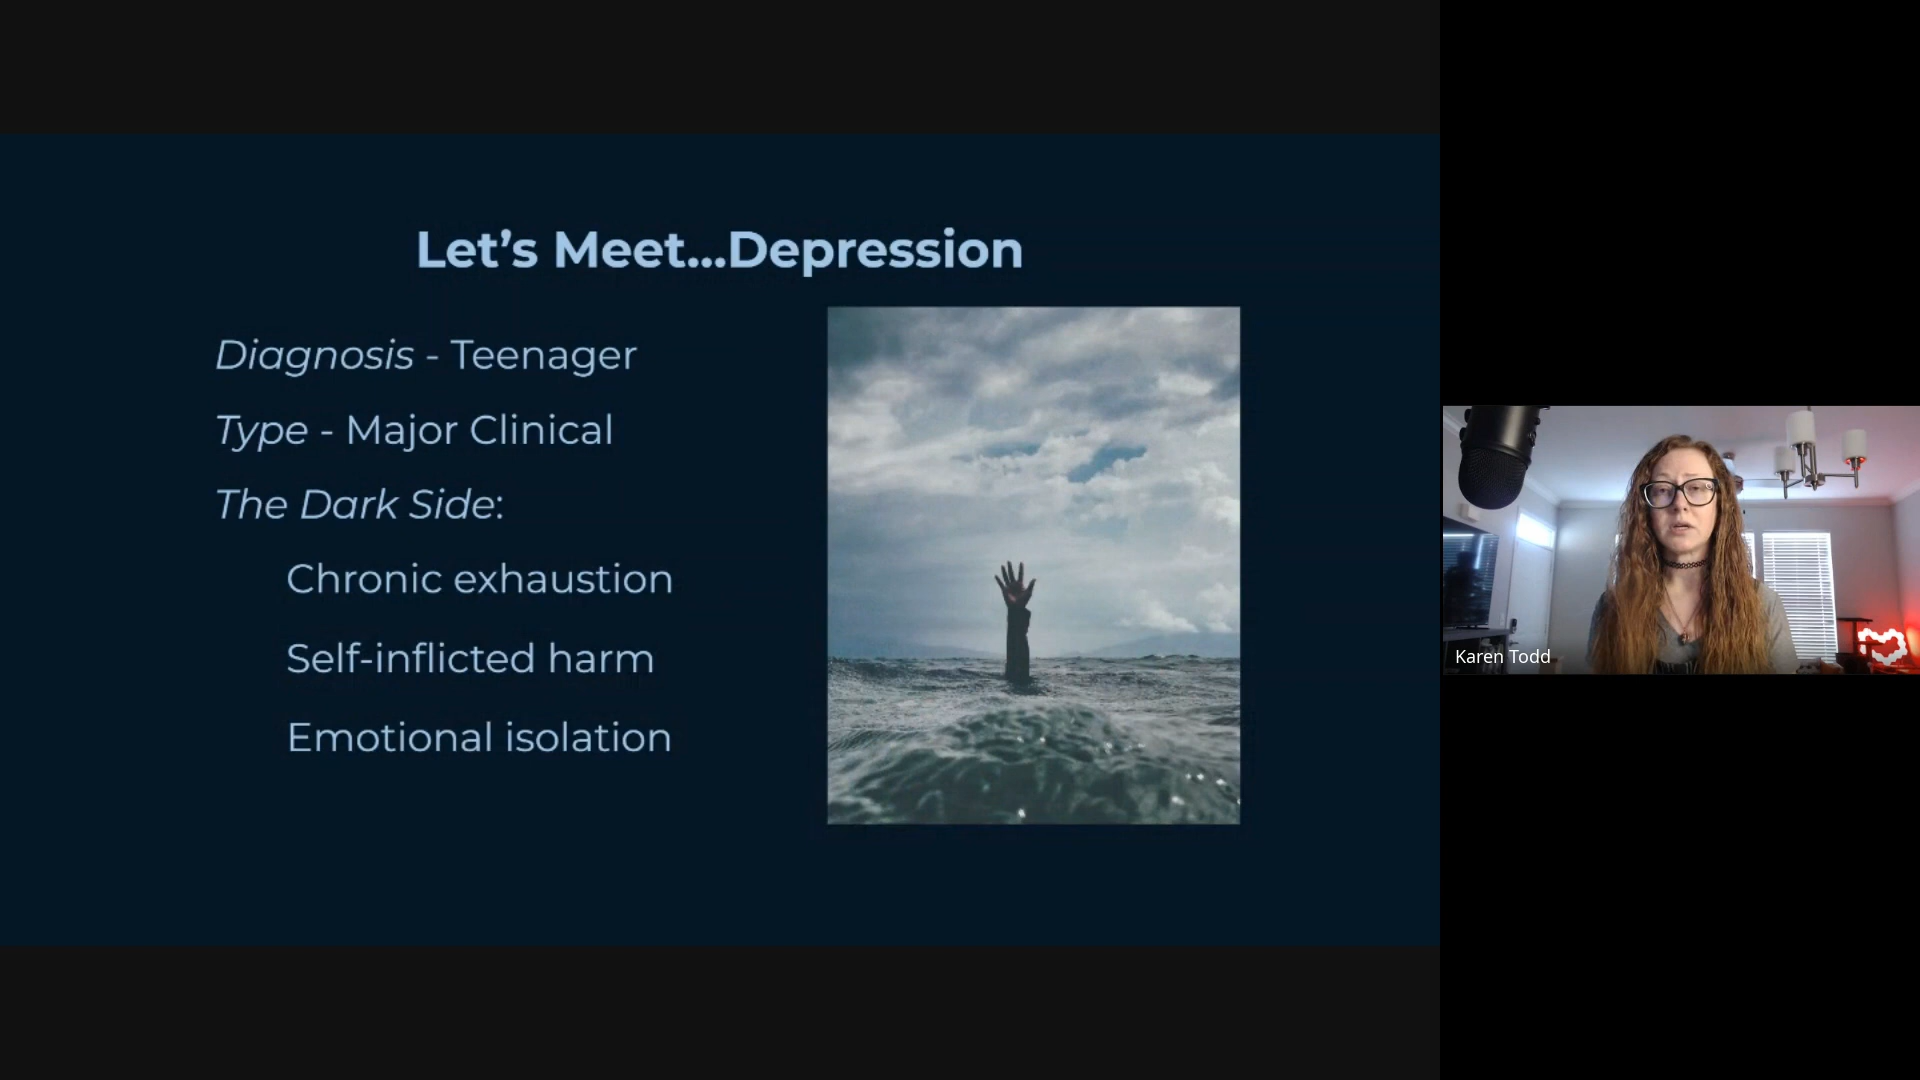 Let’s Meet...Depression
Diagnosis - Teenager
Type - Major Clinical
The Dark Side:
Chronic exhaustion
Self-inflicted harm
Emotional isolation
Karen Todd